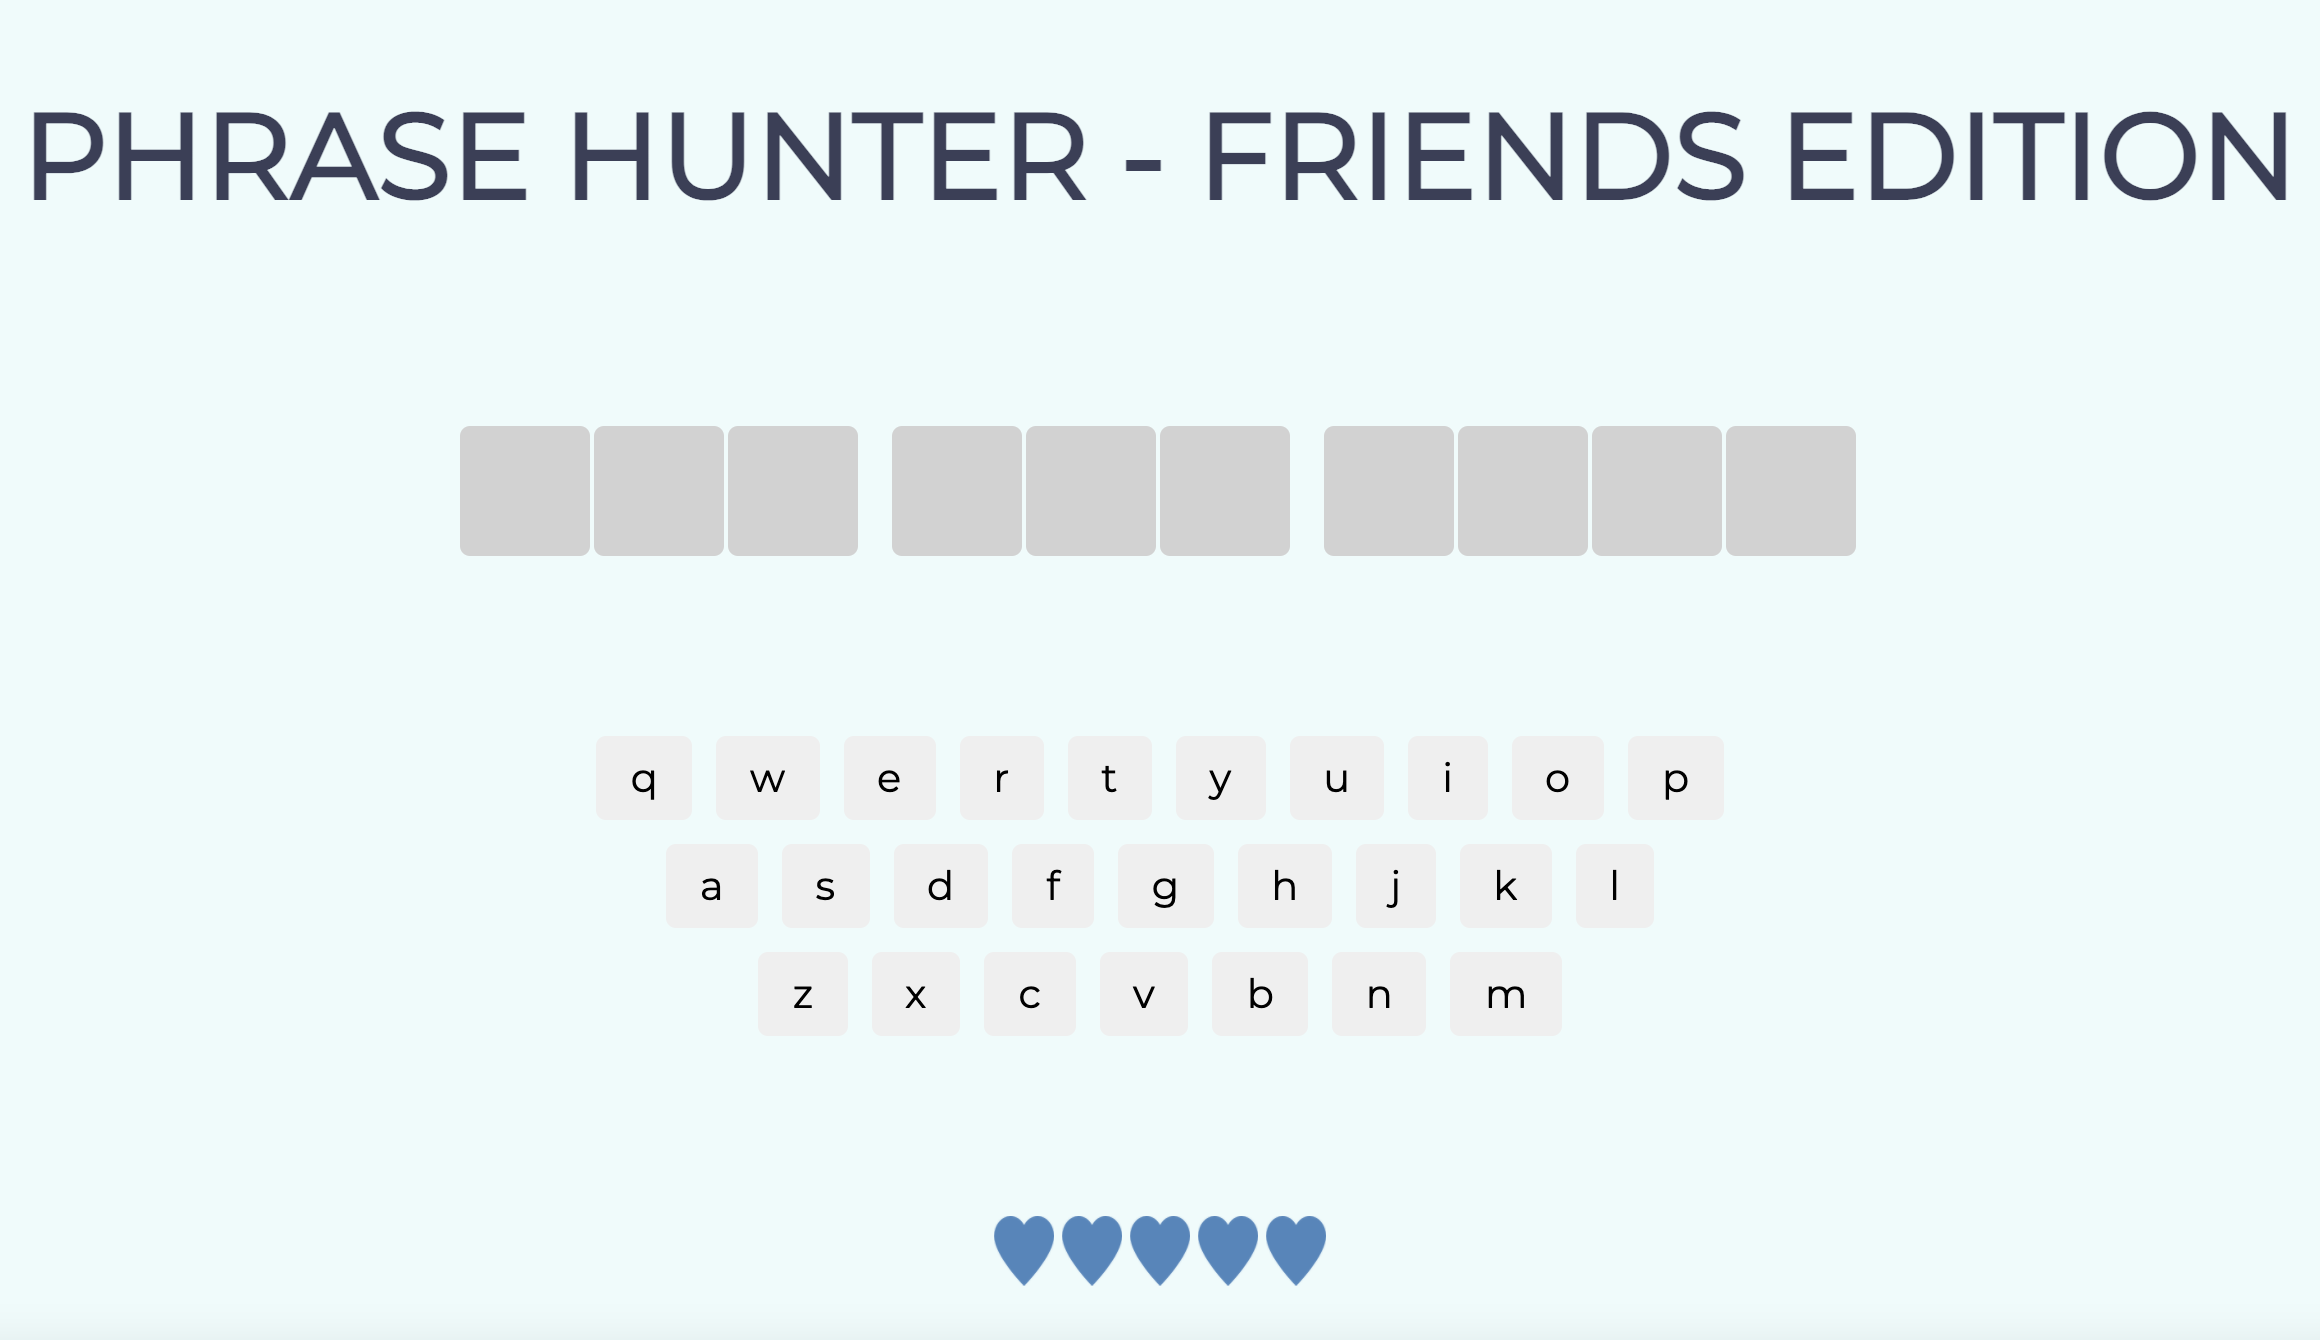 PHRASE HUNTER - FRIENDS EDITION
q w e r t y u i o p
a s d f g h j k l
z x c v b n m